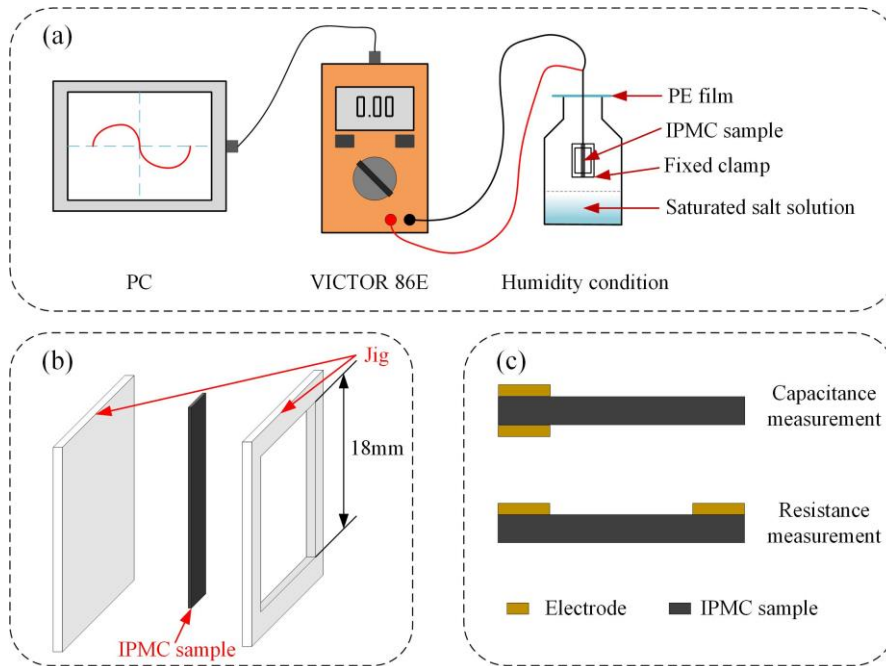 (a)
0.00
PE film
IPMC sample
Fixed clamp
Saturated salt solution
PC
VICTOR 86E
Humidity condition
(b)
Jig
18mm
IPMC sample
(c)
Capacitance
measurement
Resistance
measurement
Electrode
IPMC sample